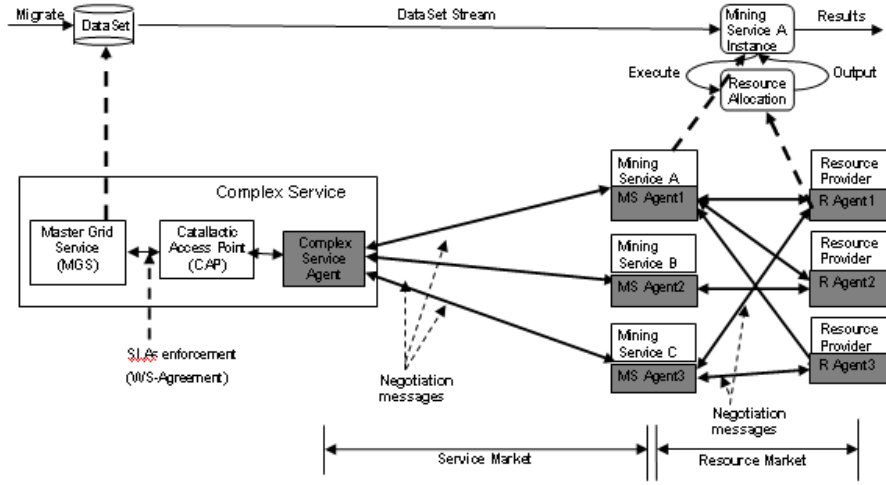 Migrate
DataSet
DataSet Stream
Mining
Service A
Instance
Results
Execute
Output
Resource
Allocation
Complex Service
Master Grid
Service
(MGS)
Catallactic
Access Point
(CAP)
Complex
Service
Agent
Mining
Service A
MS Agent1
Resource
Provider
R Agent1
Mining
Service B
MS Agent2
Resource
Provider
R Agent2
Mining
Service C
MS Agent3
Resource
Provider
R Agent3
SLAs enforcement
(WS-Agreement)
Negotiation
messages
Negotiation
messages
Service Market
Resource Market